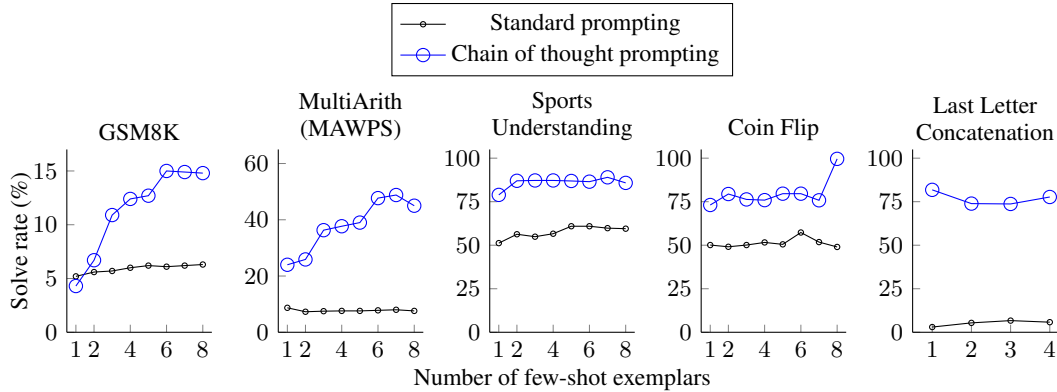 Standard prompting
Chain of thought prompting
GSM8K
MultiArith
(MAWPS)
Sports
Understanding
Coin Flip
Last Letter
Concatenation
Solve rate (%)
15
10
5
0
1 2 4 6 8
60
40
20
0
1 2 4 6 8
100
75
50
25
0
1 2 4 6 8
100
75
50
25
0
1 2 4 6 8
100
75
50
25
0
1 2 3 4
Number of few-shot exemplars